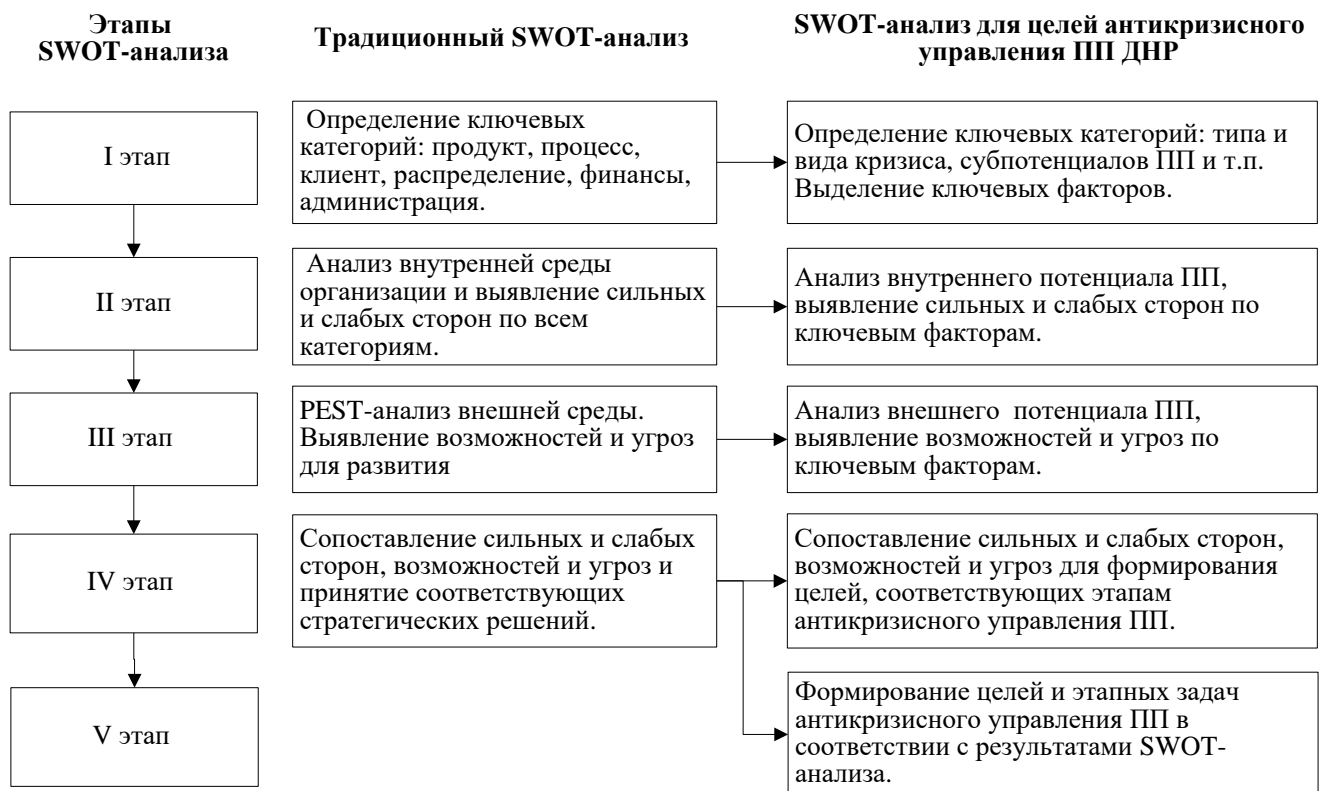 Этапы
SWOT-анализа
Традиционный SWOT-анализ
SWOT-анализ для целей антикризисного
управления ПП ДНР
I этап
Определение ключевых
категорий: продукт, процесс,
клиент, распределение, финансы,
администрация.
Определение ключевых категорий: типа и
вида кризиса, субпотенциалов ПП и т.п.
Выделение ключевых факторов.
II этап
Анализ внутренней среды
организации и выявление сильных
и слабых сторон по всем
категориям.
Анализ внутреннего потенциала ПП,
выявление сильных и слабых сторон по
ключевым факторам.
III этап
PEST-анализ внешней среды.
Выявление возможностей и угроз
для развития
Анализ внешнего потенциала ПП,
выявление возможностей и угроз по
ключевым факторам.
IV этап
Сопоставление сильных и слабых
сторон, возможностей и угроз и
принятие соответствующих
стратегических решений.
Сопоставление сильных и слабых сторон,
возможностей и угроз для формирования
целей, соответствующих этапам
антикризисного управления ПП.
V этап
Формирование целей и этапных задач
антикризисного управления ПП в
соответствии с результатами SWOT-
анализа.